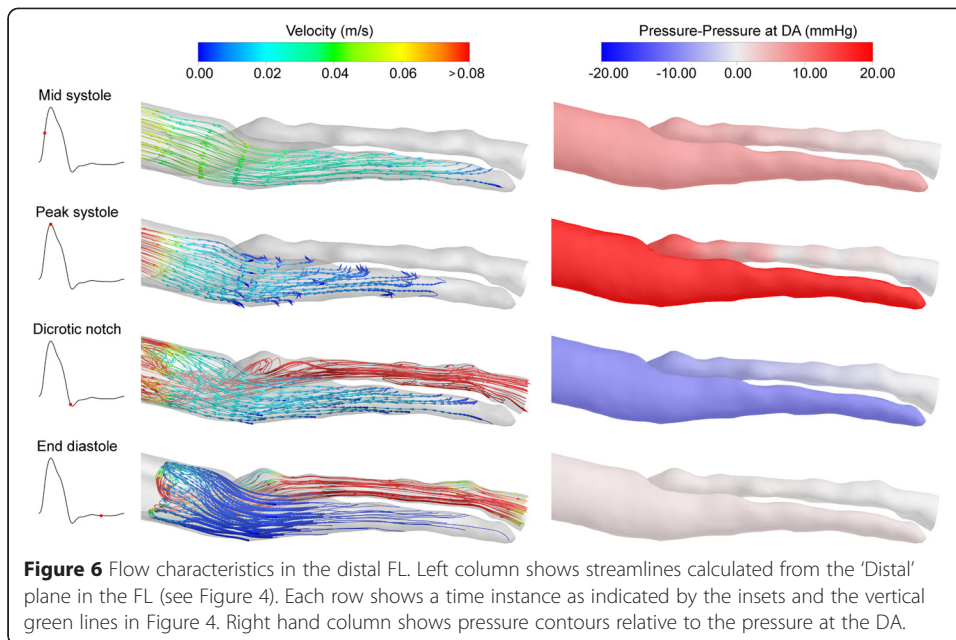 Velocity (m/s)
0.00 0.02 0.04 0.06 >0.08
Pressure-Pressure at DA (mmHg)
-20.00 -10.00 0.00 10.00 20.00
Mid systole
Peak systole
Dicrotic notch
End diastole
Figure 6 Flow characteristics in the distal FL. Left column shows streamlines calculated from the ‘Distal’
plane in the FL (see Figure 4). Each row shows a time instance as indicated by the insets and the vertical
green lines in Figure 4. Right hand column shows pressure contours relative to the pressure at the DA.